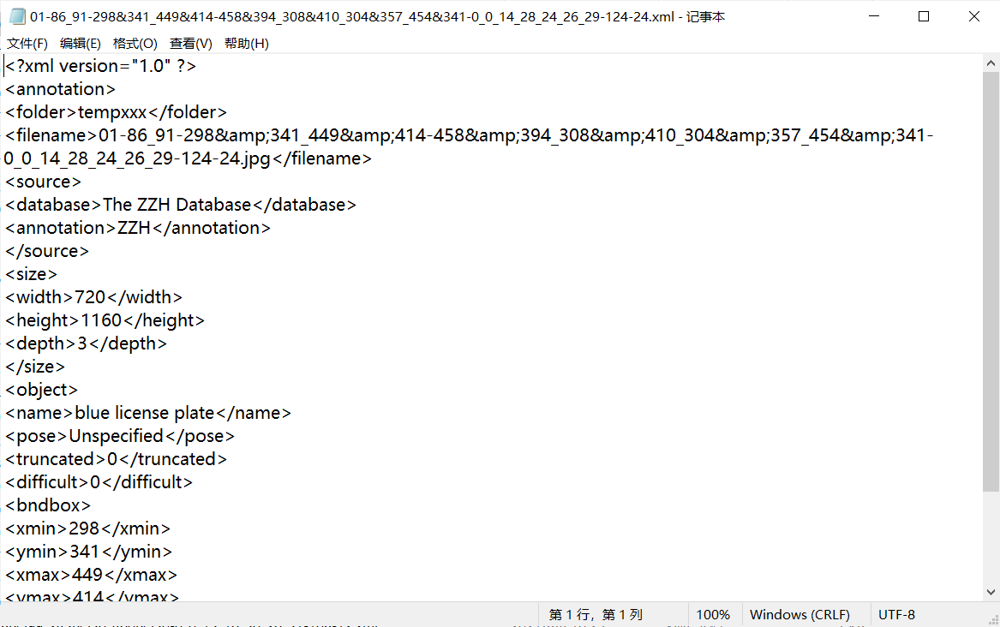 01-86_91-298&341_449&414-458&394_308&410_304&357_454&341-0_0_14_28_24_26_29-124-24.xml - 记事本
文件(F) 编辑(E) 格式(O) 查看(V) 帮助(H)
<?xml version="1.0" ?>
<annotation>
<folder>tempxxx</folder>
<filename>01-86_91-298&amp;341_449&amp;414-458&amp;394_308&amp;410_304&amp;357_454&amp;341-
0_0_14_28_24_26_29-124-24.jpg</filename>
<source>
<database>The ZZH Database</database>
<annotation>ZZH</annotation>
</source>
<size>
<width>720</width>
<height>1160</height>
<depth>3</depth>
</size>
<object>
<name>blue license plate</name>
<pose>Unspecified</pose>
<truncated>0</truncated>
<difficult>0</difficult>
<bndbox>
<xmin>298</xmin>
<ymin>341</ymin>
<xmax>449</xmax>
<ymax>414</ymax>
第 1 行，第 1 列 100% Windows (CRLF) UTF-8